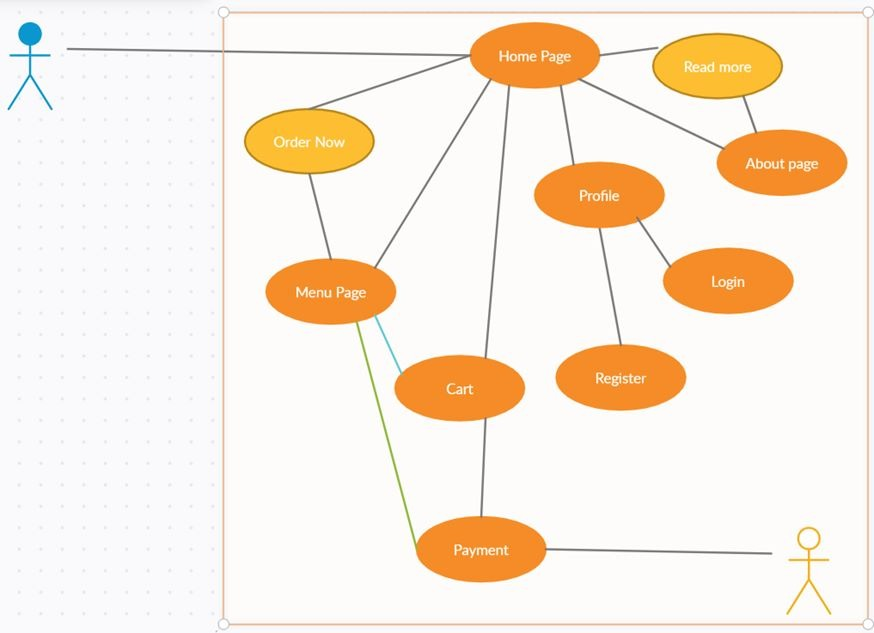 Home Page
Read more
Order Now
About page
Profile
Login
Menu Page
Register
Cart
Payment